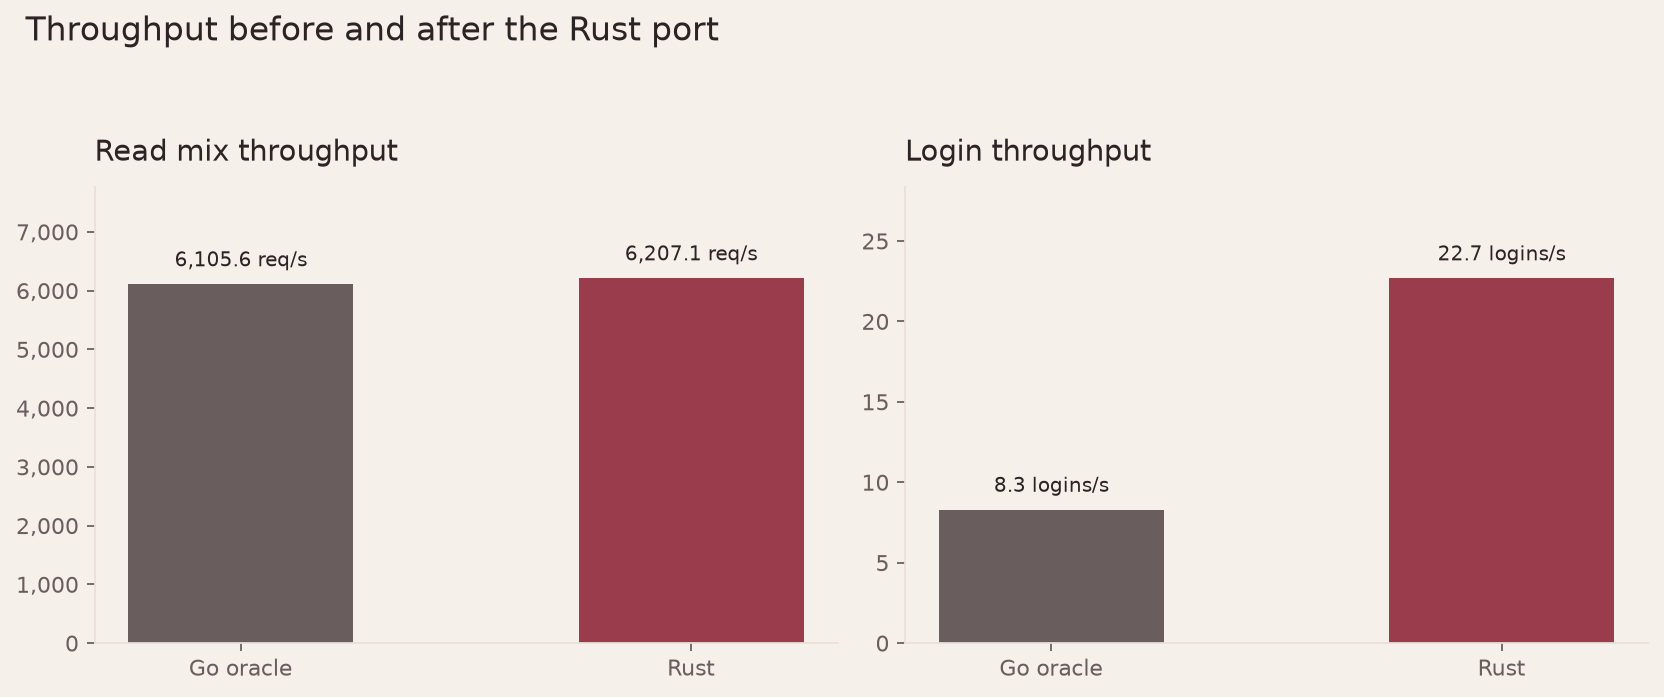 Throughput before and after the Rust port
Read mix throughput
7,000
6,000
5,000
4,000
3,000
2,000
1,000
0
6,105.6 req/s
6,207.1 req/s
Go oracle
Rust
Login throughput
25
20
15
10
5
0
8.3 logins/s
22.7 logins/s
Go oracle
Rust